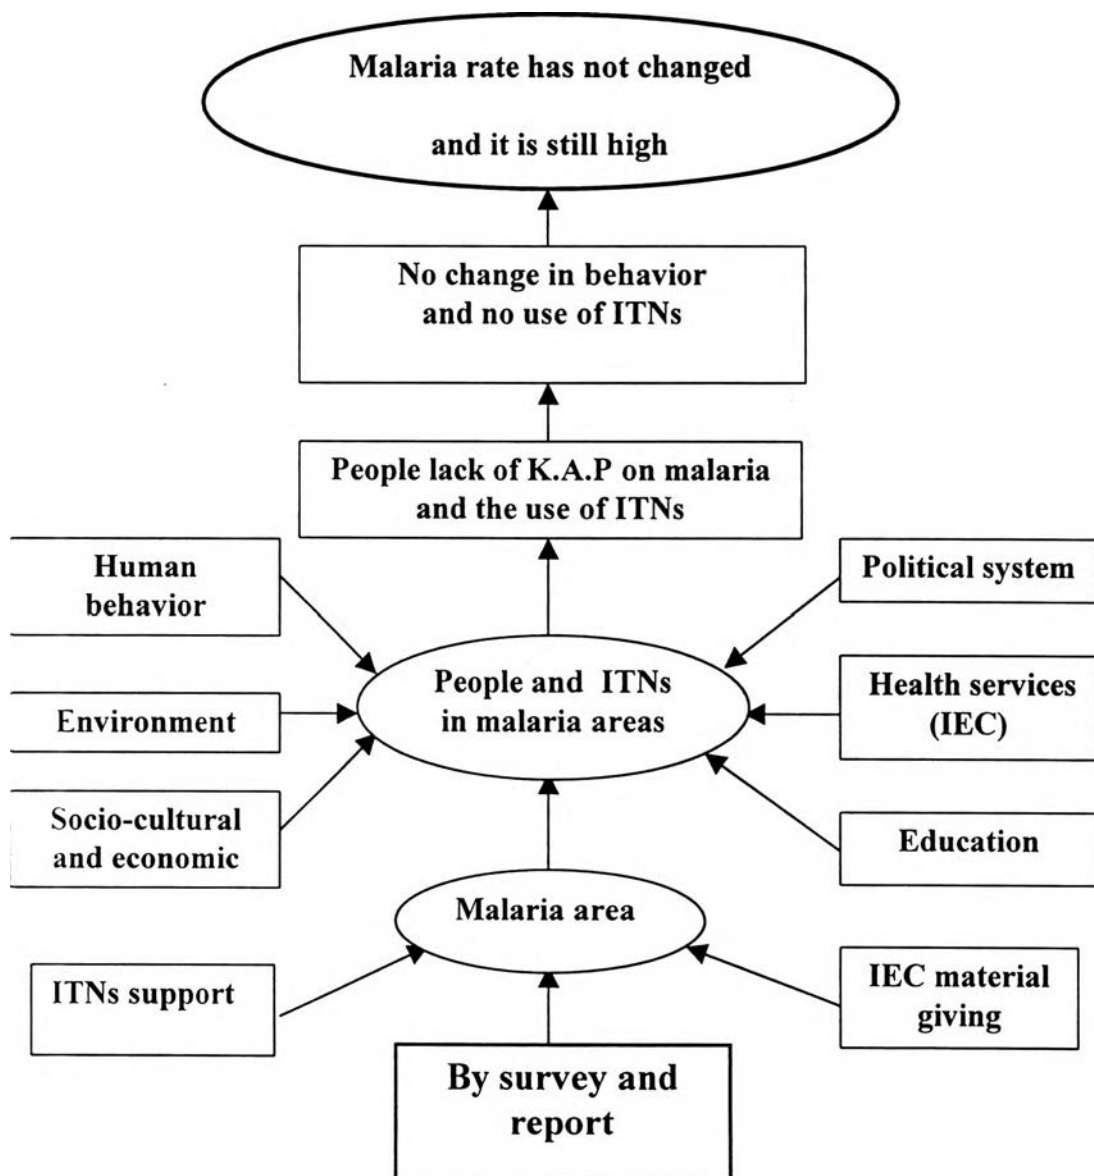 Malaria rate has not changed
and it is still high
No change in behavior
and no use of ITNs
People lack of K.A.P on malaria
and the use of ITNs
Human
behavior
Political system
People and ITNs
in malaria areas
Health services
(IEC)
Environment
Socio-cultural
and economic
Education
Malaria area
ITNs support
IEC material
giving
By survey and
report